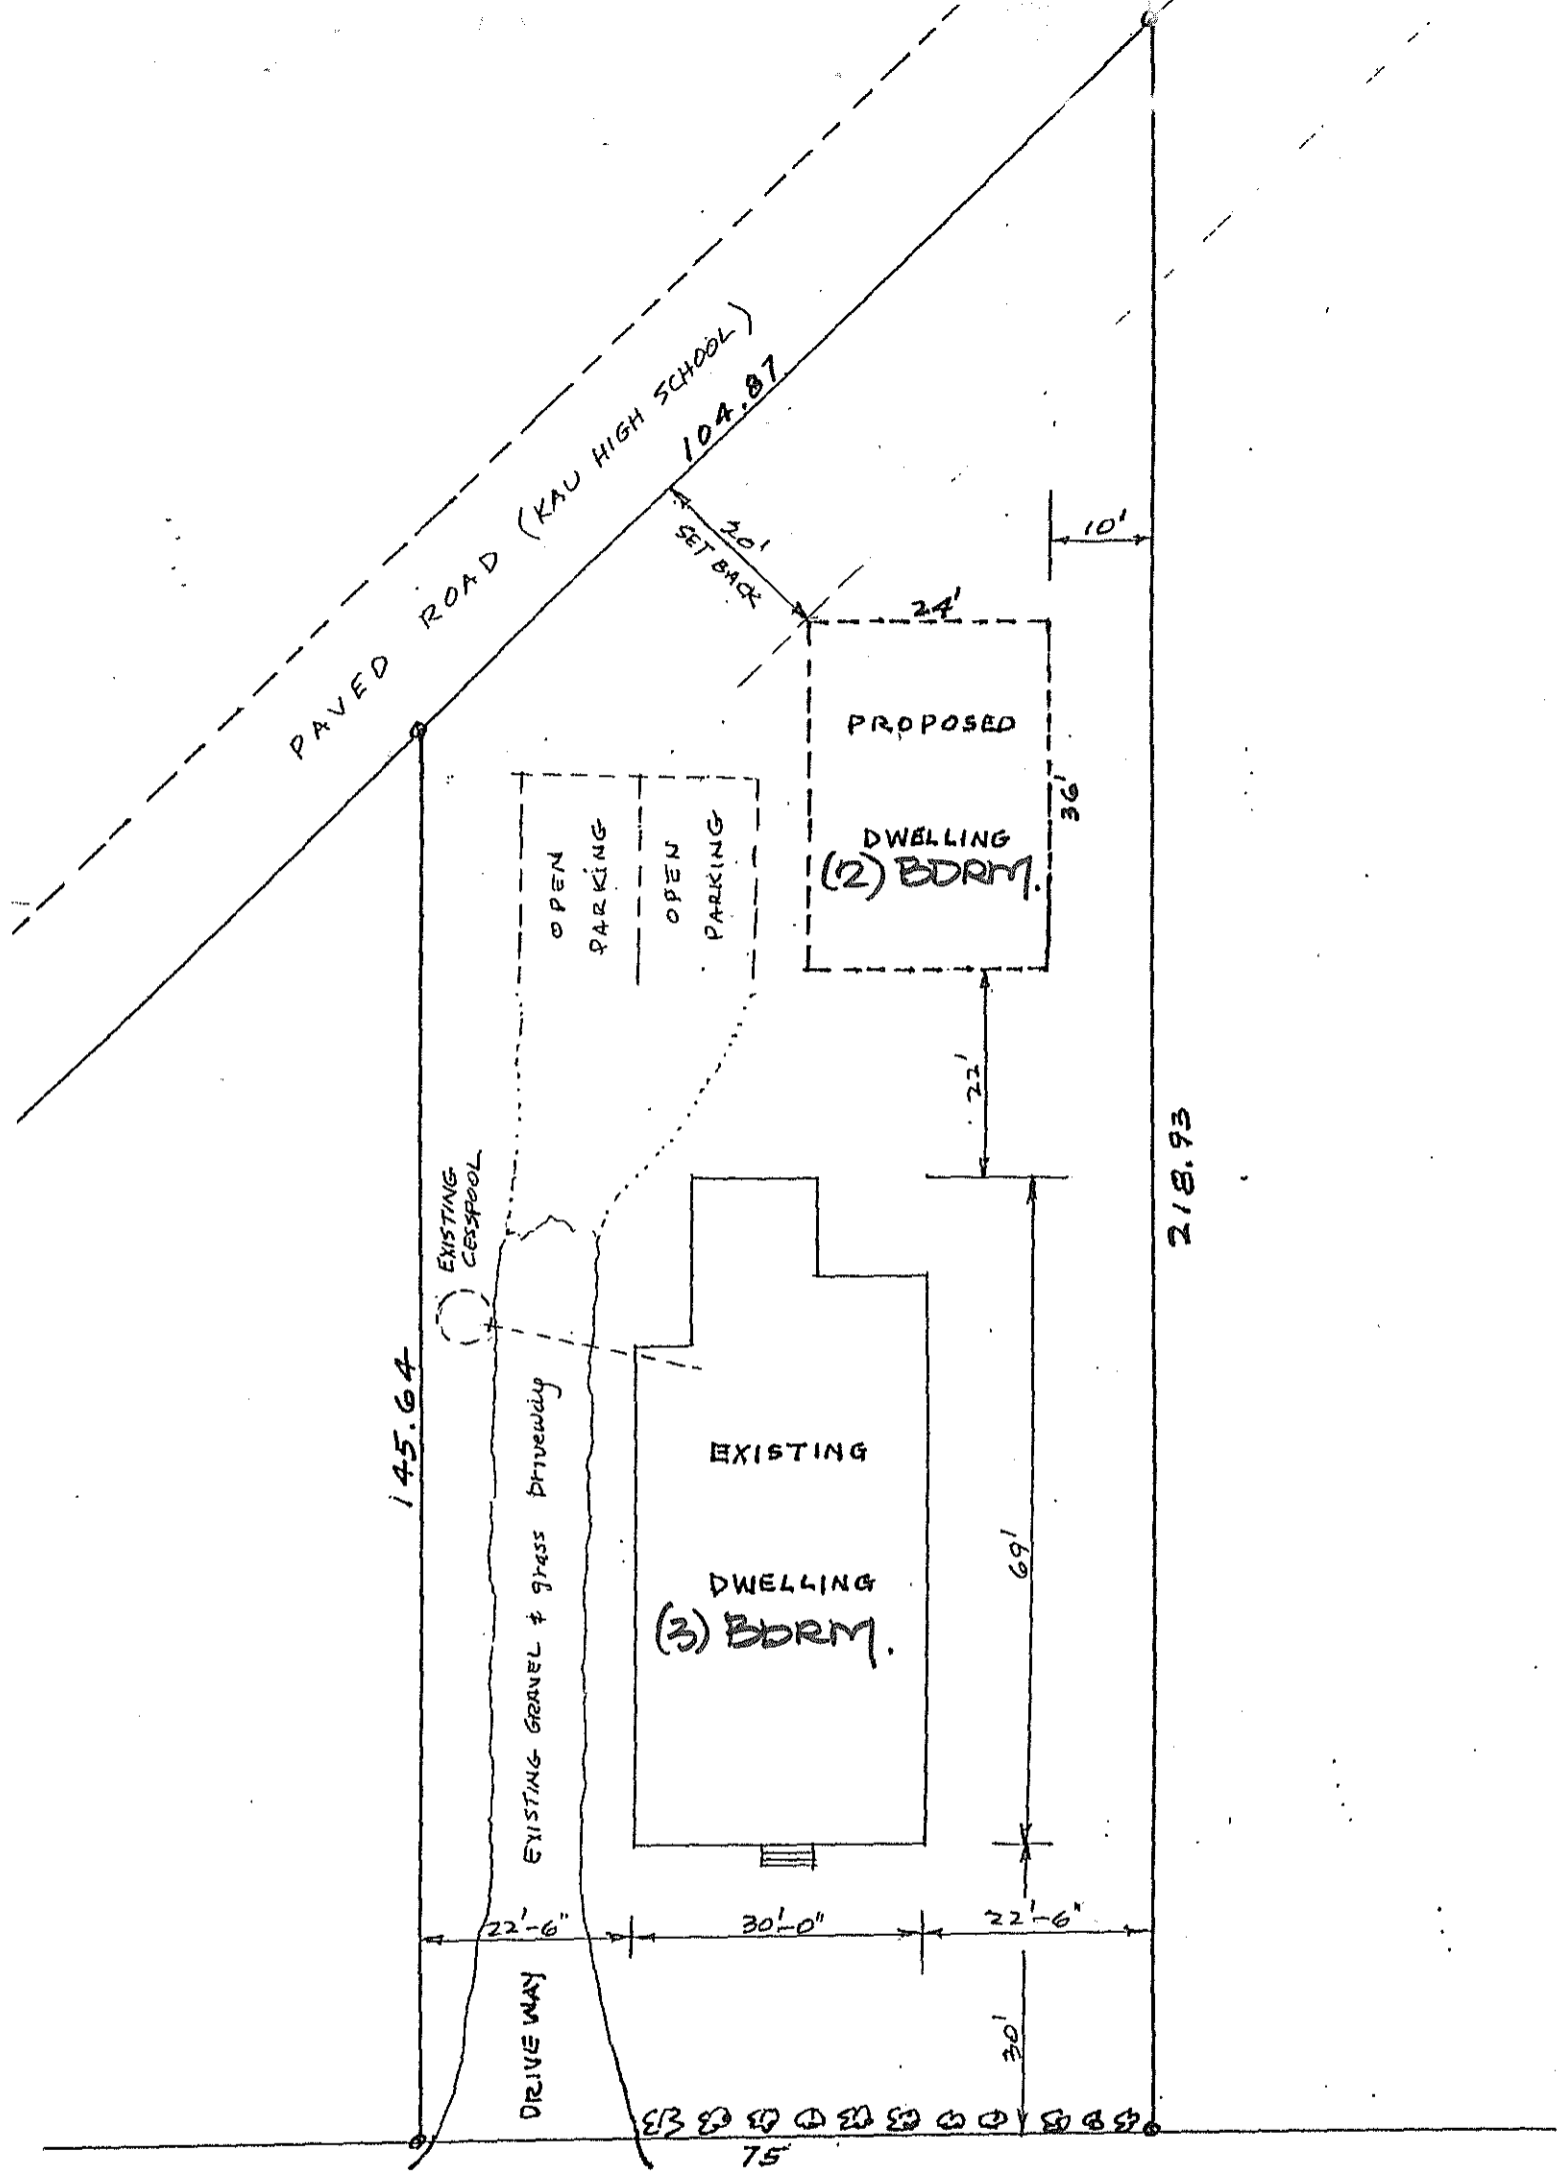 PAVED ROAD (KAU HIGH SCHOOL)
104.87
20'
SET BACK
10'
24'
PROPOSED
36'
DWELLING
(2) BDRM.
OPEN
PARKING
OPEN
PARKING
22'
218.93
EXISTING
CESSPOOL
145.64
EXISTING GRAVEL & grass Driveway
EXISTING
DWELLING
(3) BDRM.
69'
22'-6"
30'-0"
22'-6"
DRIVEWAY
30'
75